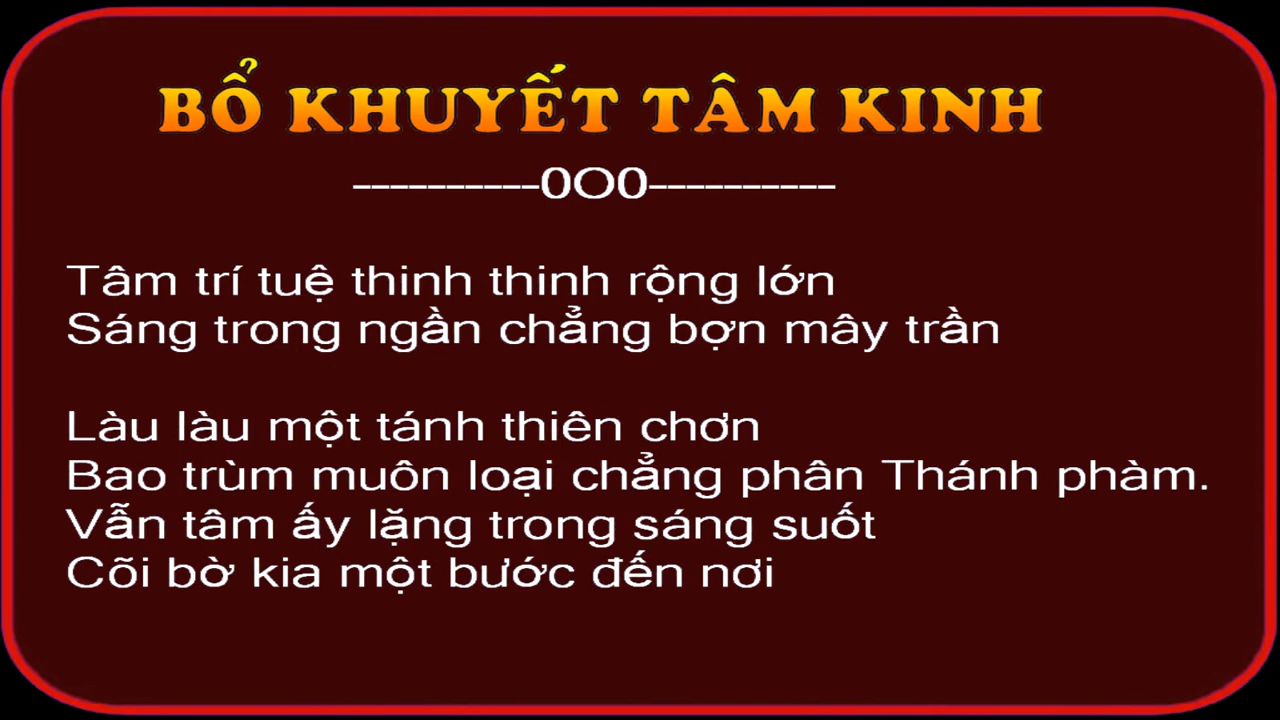 BỔ KHUYẾT TÂM KINH
----------0O0----------
Tâm trí tuệ thinh thinh rộng lớn
Sáng trong ngần chẳng bợn mây trần
Làu làu một tánh thiên chơn
Bao trùm muôn loại chẳng phân Thánh phàm.
Vẫn tâm ấy lặng trong sáng suốt
Cõi bờ kia một bước đến nơi